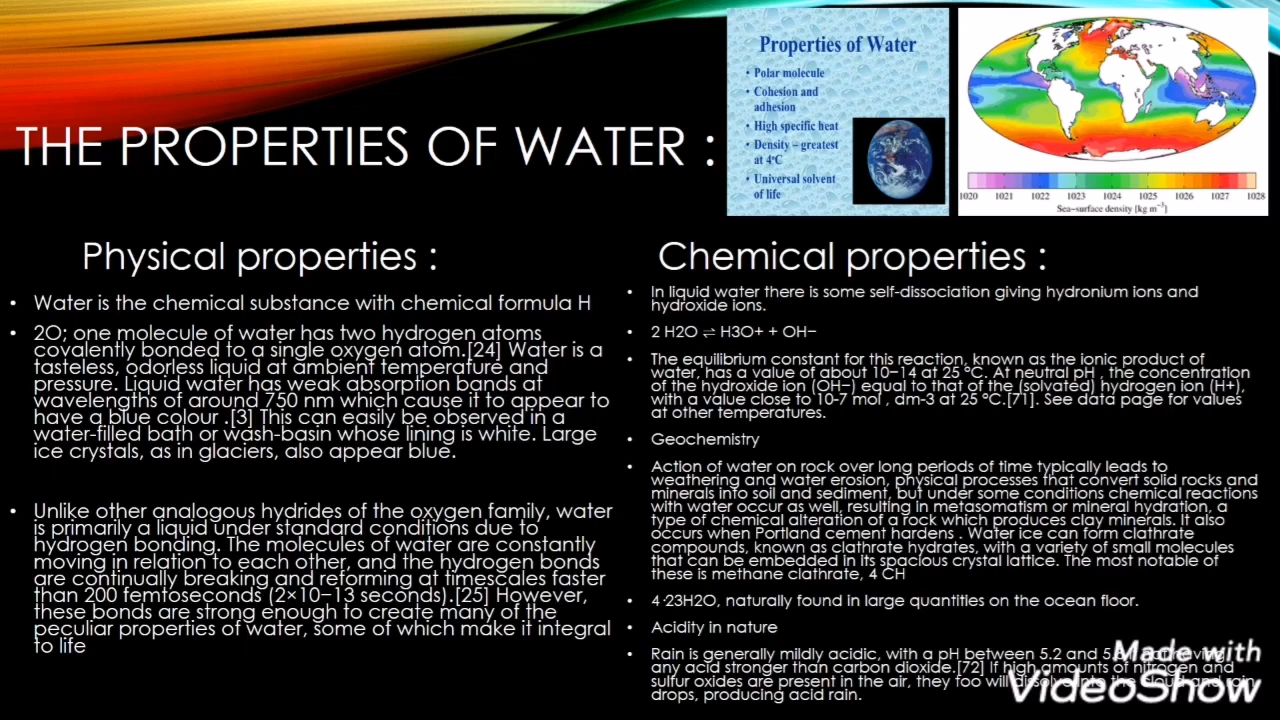 THE PROPERTIES OF WATER :
Properties of Water
• Polar molecule
• Cohesion and
adhesion
• High specific heat
• Density – greatest
at 4°C
• Universal solvent
of life
1020 1021 1022 1023 1024 1025 1026 1027 1028
Sea-surface density [kg m⁻³]
Physical properties :
• Water is the chemical substance with chemical formula H
• 2O; one molecule of water has two hydrogen atoms
covalently bonded to a single oxygen atom.[24] Water is a
tasteless, odorless liquid at ambient temperature and
pressure. Liquid water has weak absorption bands at
wavelengths of around 750 nm which cause it to appear to
have a blue colour .[3] This can easily be observed in a
water-filled bath or wash-basin whose lining is white. Large
ice crystals, as in glaciers, also appear blue.
• Unlike other analogous hydrides of the oxygen family, water
is primarily a liquid under standard conditions due to
hydrogen bonding. The molecules of water are constantly
moving in relation to each other, and the hydrogen bonds
are continually breaking and reforming at timescales faster
than 200 femtoseconds (2×10−13 seconds).[25] However,
these bonds are strong enough to create many of the
peculiar properties of water, some of which make it integral
to life
Chemical properties :
• In liquid water there is some self-dissociation giving hydronium ions and
hydroxide ions.
• 2 H2O ⇌ H3O+ + OH−
• The equilibrium constant for this reaction, known as the ionic product of
water, has a value of about 10−14 at 25 °C. At neutral pH , the concentration
of the hydroxide ion (OH−) equal to that of the (solvated) hydrogen ion (H+),
with a value close to 10-7 mol , dm-3 at 25 °C.[71]. See data page for values
at other temperatures.
• Geochemistry
• Action of water on rock over long periods of time typically leads to
weathering and water erosion, physical processes that convert solid rocks and
minerals into soil and sediment, but under some conditions chemical reactions
with water occur as well, resulting in metasomatism or mineral hydration, a
type of chemical alteration of a rock which produces clay minerals. It also
occurs when Portland cement hardens . Water ice can form clathrate
compounds, known as clathrate hydrates, with a variety of small molecules
that can be embedded in its spacious crystal lattice. The most notable of
these is methane clathrate, 4 CH
• 4·23H2O, naturally found in large quantities on the ocean floor.
• Acidity in nature
• Rain is generally mildly acidic, with a pH between 5.2 and
any acid stronger than carbon dioxide.[72] If high amounts of nitrogen and
sulfur oxides are present in the air, they too will dissolve into the cloud and rain
drops, producing acid rain.
Made with
VideoShow